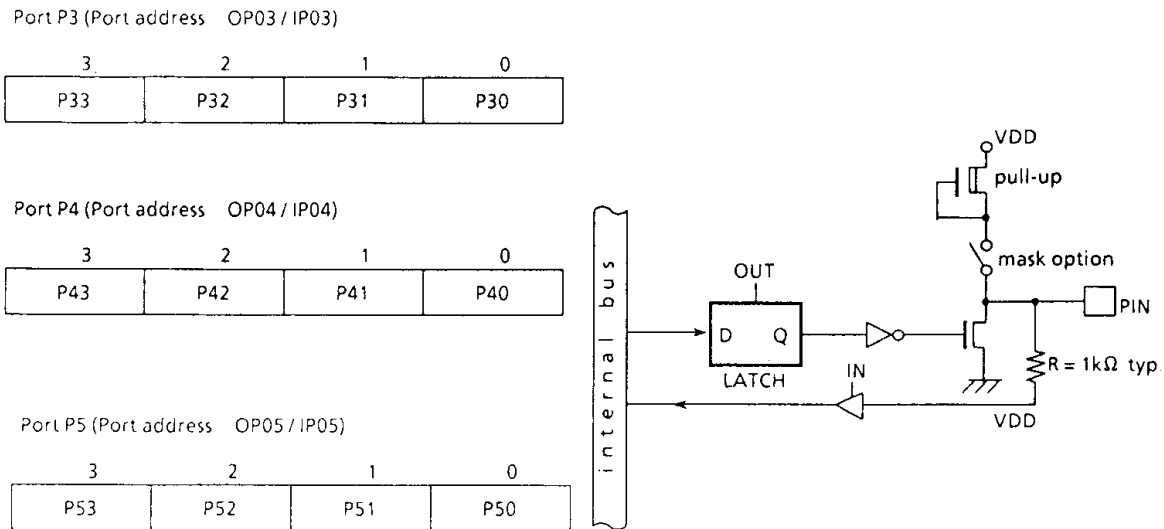 Port P3 (Port address OP03 / IP03)
3 2 1 0
P33 P32 P31 P30
Port P4 (Port address OP04 / IP04)
3 2 1 0
P43 P42 P41 P40
Port P5 (Port address OP05 / IP05)
3 2 1 0
P53 P52 P51 P50
internal bus
OUT
D Q
LATCH
IN
VDD
pull-up
mask option
PIN
R = 1kΩ typ.
VDD